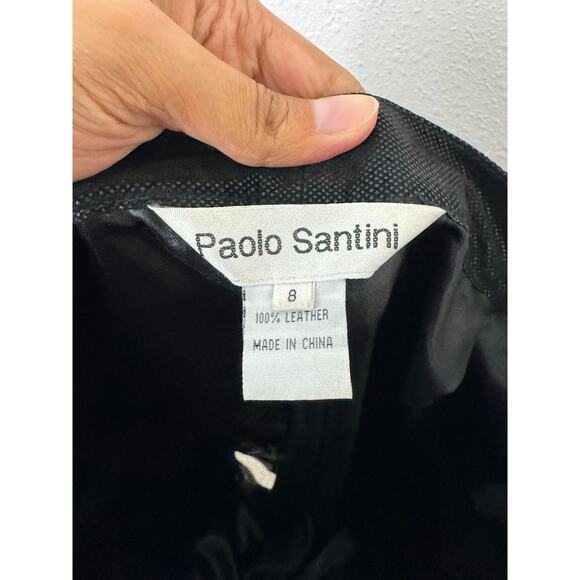 Paolo Santini
8
100% LEATHER
MADE IN CHINA